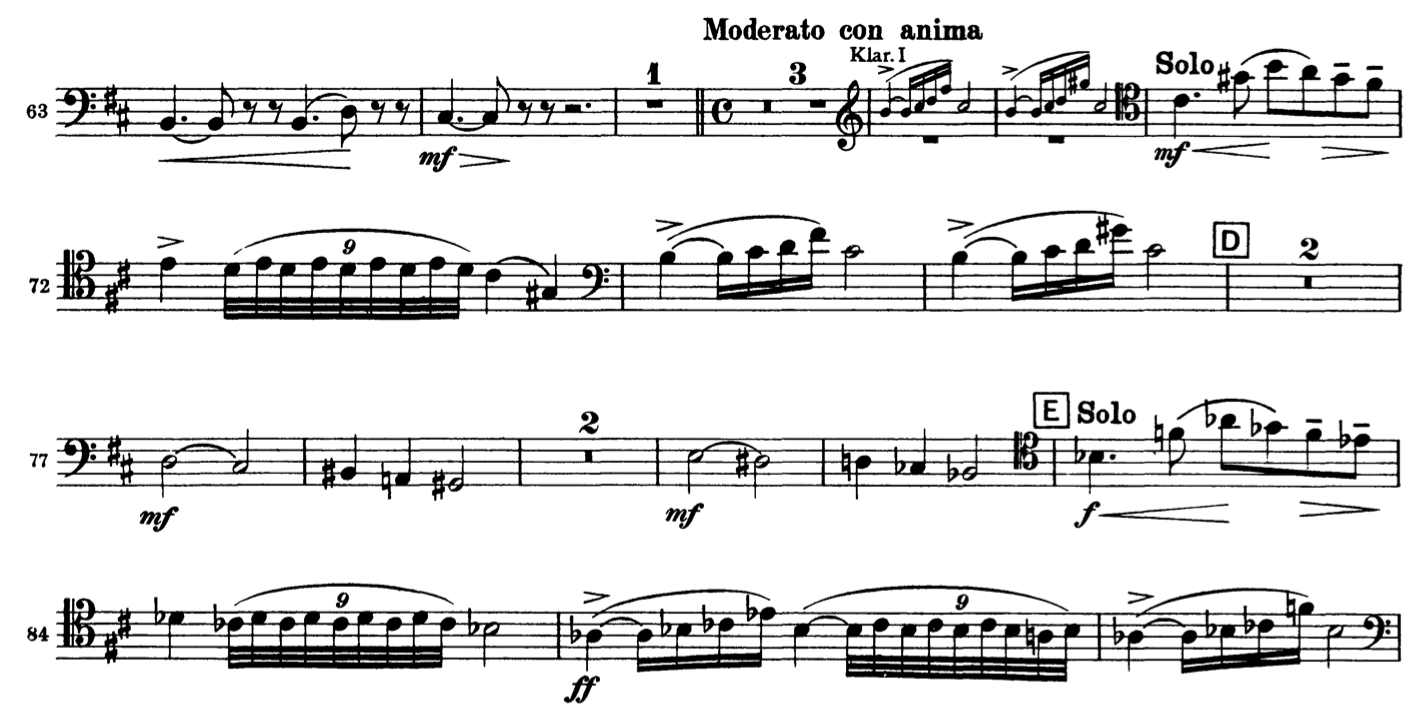 Moderato con anima
Klar. I
1
3
Solo
63
mf
mf
9
D
2
72
2
E Solo
77
mf
mf
f
9
9
84
ff